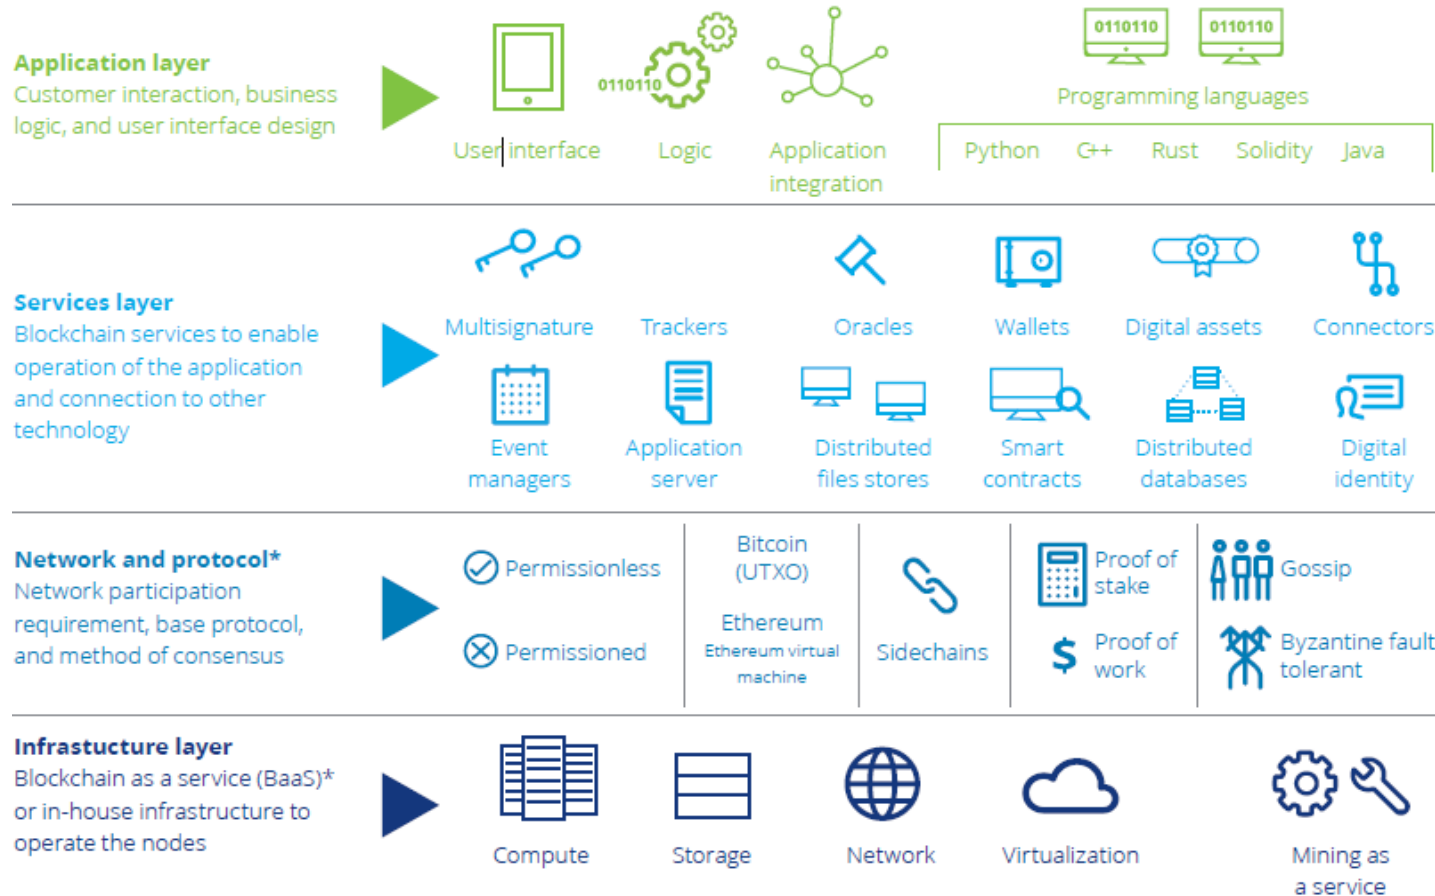 Application layer
Customer interaction, business
logic, and user interface design
0110110
User interface
Logic
Application
integration
0110110
0110110
Programming languages
Python
C++
Rust
Solidity
Java
Services layer
Blockchain services to enable
operation of the application
and connection to other
technology
Multisignature
Trackers
Oracles
Wallets
Digital assets
Connectors
Event
managers
Application
server
Distributed
files stores
Smart
contracts
Distributed
databases
Digital
identity
Network and protocol*
Network participation
requirement, base protocol,
and method of consensus
Permissionless
Permissioned
Bitcoin
(UTXO)
Ethereum
Ethereum virtual
machine
Sidechains
Proof of
stake
$
Proof of
work
Gossip
Byzantine fault
tolerant
Infrastucture layer
Blockchain as a service (BaaS)*
or in-house infrastructure to
operate the nodes
Compute
Storage
Network
Virtualization
Mining as
a service